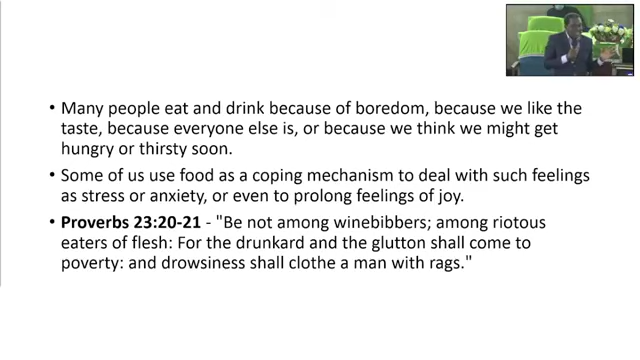 • Many people eat and drink because of boredom, because we like the
taste, because everyone else is, or because we think we might get
hungry or thirsty soon.
• Some of us use food as a coping mechanism to deal with such feelings
as stress or anxiety, or even to prolong feelings of joy.
• Proverbs 23:20-21 - "Be not among winebibbers; among riotous
eaters of flesh: For the drunkard and the glutton shall come to
poverty: and drowsiness shall clothe a man with rags."